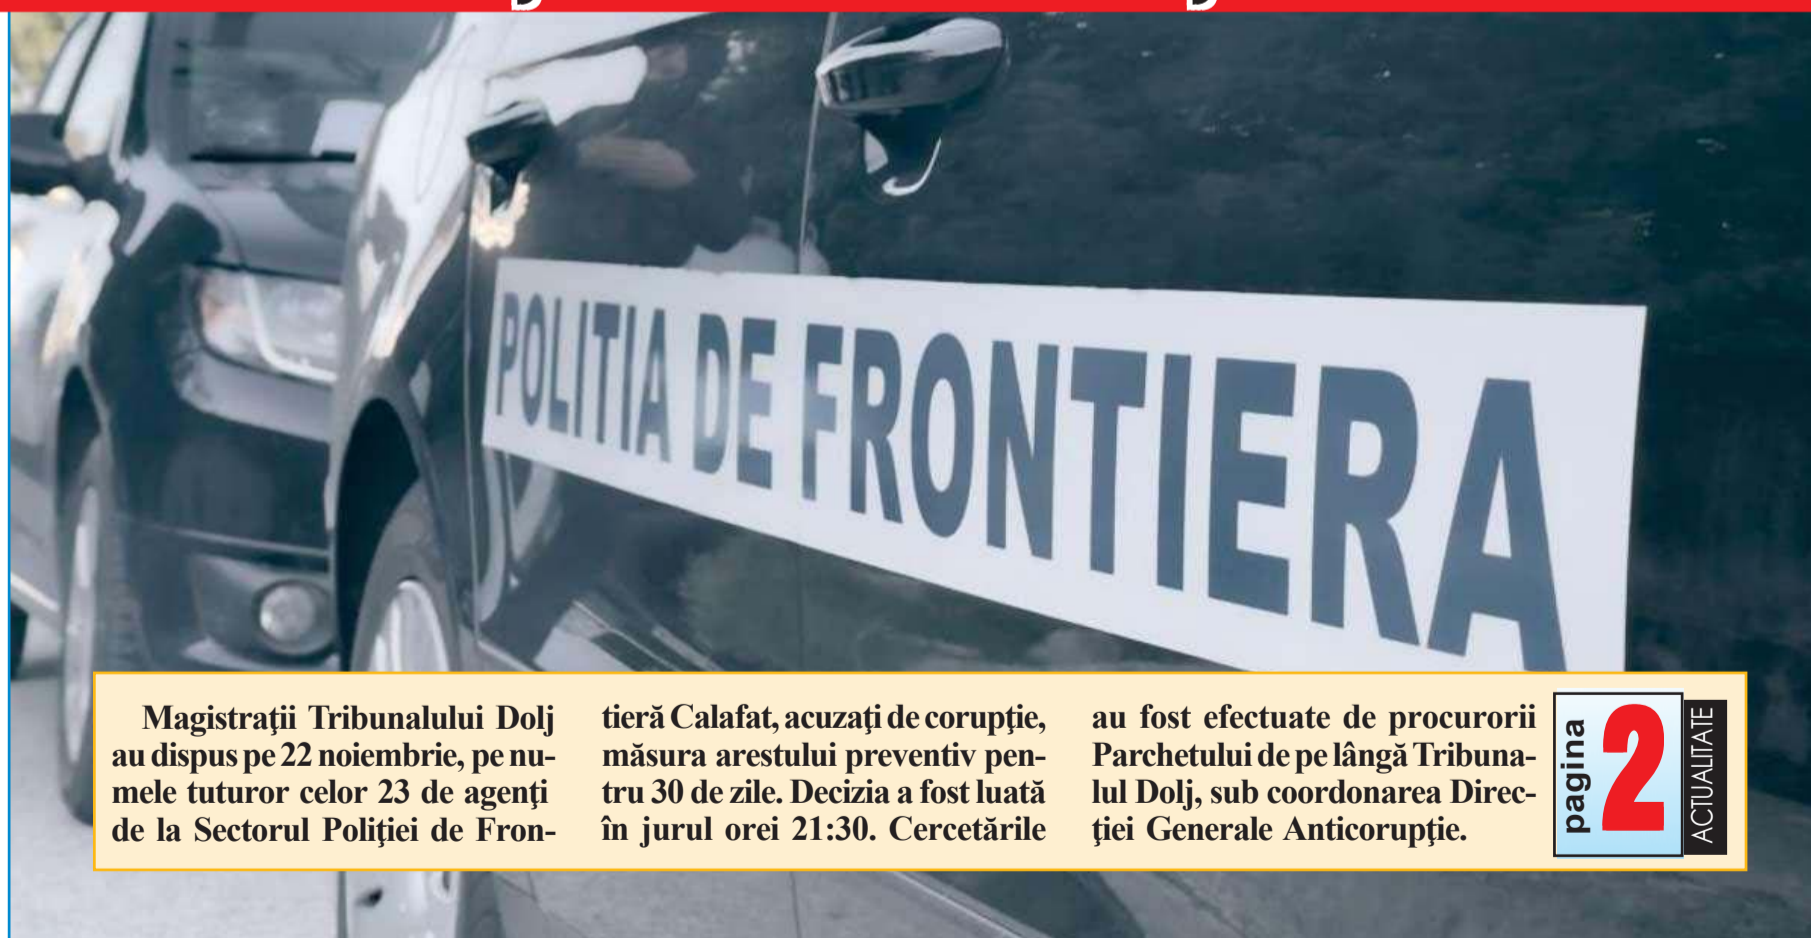 POLITIA DE FRONTIERA
Magistraţii Tribunalului Dolj
au dispus pe 22 noiembrie, pe nu-
mele tuturor celor 23 de agenţi
de la Sectorul Poliţiei de Fron-
tieră Calafat, acuzaţi de corupţie,
măsura arestului preventiv pen-
tru 30 de zile. Decizia a fost luată
în jurul orei 21:30. Cercetările
au fost efectuate de procurorii
Parchetului de pe lângă Tribuna-
lul Dolj, sub coordonarea Direc-
ţiei Generale Anticorupţie.
pagina
2
ACTUALITATE